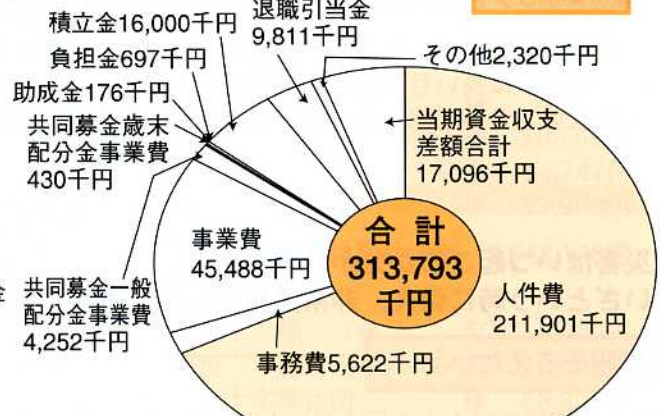 積立金16,000千円
退職引当金
9,811千円
負担金697千円
その他2,320千円
助成金176千円
共同募金歳末
配分金事業費
430千円
当期資金収支
差額合計
17,096千円
合計
313,793
千円
事業費
45,488千円
人件費
211,901千円
共同募金一般
配分金事業費
4,252千円
事務費5,622千円